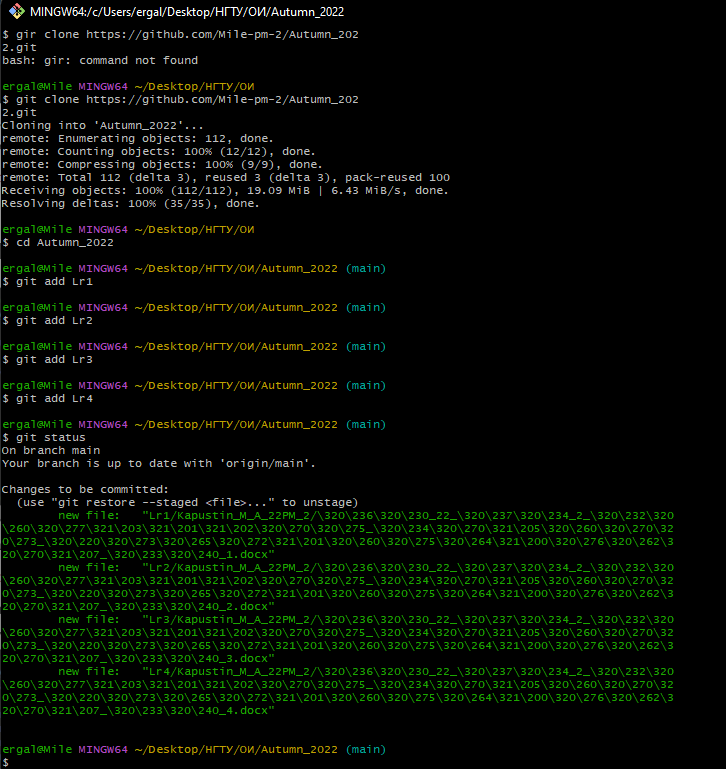 MINGW64:/c/Users/ergal/Desktop/НГТУ/ОИ/Autumn_2022
$ gir clone https://github.com/Mile-pm-2/Autumn_202
2.git
bash: gir: command not found
ergal@Mile MINGW64 ~/Desktop/НГТУ/ОИ
$ git clone https://github.com/Mile-pm-2/Autumn_202
2.git
Cloning into 'Autumn_2022'...
remote: Enumerating objects: 112, done.
remote: Counting objects: 100% (12/12), done.
remote: Compressing objects: 100% (9/9), done.
remote: Total 112 (delta 3), reused 3 (delta 3), pack-reused 100
Receiving objects: 100% (112/112), 19.09 MiB | 6.43 MiB/s, done.
Resolving deltas: 100% (35/35), done.
ergal@Mile MINGW64 ~/Desktop/НГТУ/ОИ
$ cd Autumn_2022
ergal@Mile MINGW64 ~/Desktop/НГТУ/ОИ/Autumn_2022 (main)
$ git add Lr1
ergal@Mile MINGW64 ~/Desktop/НГТУ/ОИ/Autumn_2022 (main)
$ git add Lr2
ergal@Mile MINGW64 ~/Desktop/НГТУ/ОИ/Autumn_2022 (main)
$ git add Lr3
ergal@Mile MINGW64 ~/Desktop/НГТУ/ОИ/Autumn_2022 (main)
$ git add Lr4
ergal@Mile MINGW64 ~/Desktop/НГТУ/ОИ/Autumn_2022 (main)
$ git status
On branch main
Your branch is up to date with 'origin/main'.
Changes to be committed:
(use "git restore --staged <file>..." to unstage)
new file: "Lr1/Kapustin_M_A_22PM_2/\320\236\320\230_22_\320\237\320\234_2_\320\232\320
\260\320\277\321\203\321\201\321\202\320\270\320\275_\320\234\320\270\321\205\320\260\320\270\32
0\273_\320\220\320\273\320\265\320\272\321\201\320\260\320\275\320\264\321\200\320\276\320\262\3
20\270\321\207_\320\233\320\240_1.docx"
new file: "Lr2/Kapustin_M_A_22PM_2/\320\236\320\230_22_\320\237\320\234_2_\320\232\320
\260\320\277\321\203\321\201\321\202\320\270\320\275_\320\234\320\270\321\205\320\260\320\270\32
0\273_\320\220\320\273\320\265\320\272\321\201\320\260\320\275\320\264\321\200\320\276\320\262\3
20\270\321\207_\320\233\320\240_2.docx"
new file: "Lr3/Kapustin_M_A_22PM_2/\320\236\320\230_22_\320\237\320\234_2_\320\232\320
\260\320\277\321\203\321\201\321\202\320\270\320\275_\320\234\320\270\321\205\320\260\320\270\32
0\273_\320\220\320\273\320\265\320\272\321\201\320\260\320\275\320\264\321\200\320\276\320\262\3
20\270\321\207_\320\233\320\240_3.docx"
new file: "Lr4/Kapustin_M_A_22PM_2/\320\236\320\230_22_\320\237\320\234_2_\320\232\320
\260\320\277\321\203\321\201\321\202\320\270\320\275_\320\234\320\270\321\205\320\260\320\270\32
0\273_\320\220\320\273\320\265\320\272\321\201\320\260\320\275\320\264\321\200\320\276\320\262\3
20\270\321\207_\320\233\320\240_4.docx"
ergal@Mile MINGW64 ~/Desktop/НГТУ/ОИ/Autumn_2022 (main)
$